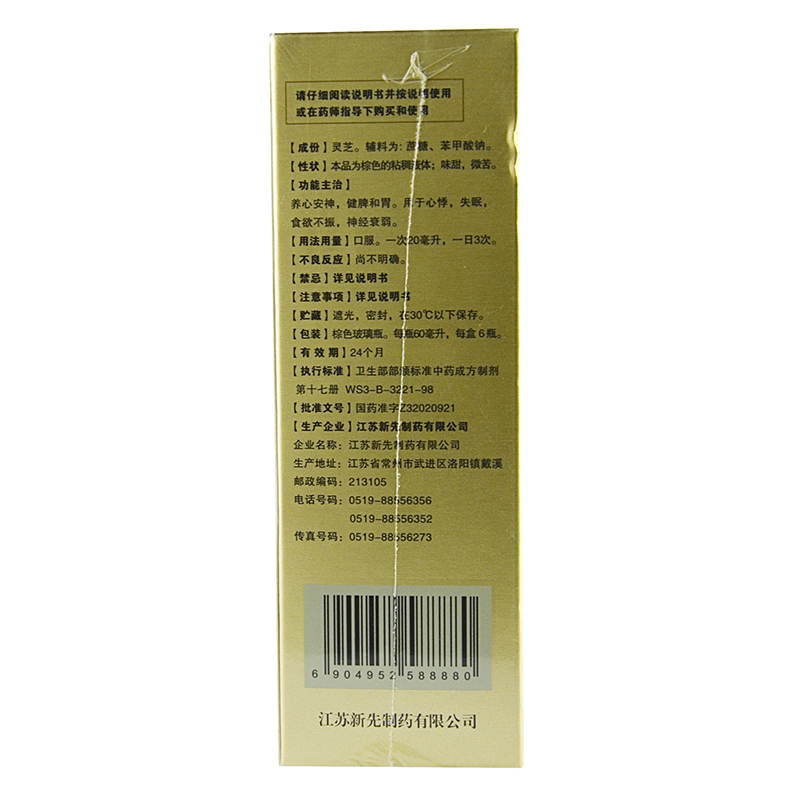 请仔细阅读说明书并按说明使用
或在药师指导下购买和使用
【成份】灵芝。辅料为:蔗糖、苯甲酸钠。
【性状】本品为棕色的粘稠液体;味甜,微苦。
【功能主治】
养心安神,健脾和胃。用于心悸,失眠,
食欲不振,神经衰弱。
【用法用量】口服。一次20毫升,一日3次。
【不良反应】尚不明确。
【禁忌】详见说明书
【注意事项】详见说明书
【贮藏】遮光,密封,在30℃以下保存。
【包装】棕色玻璃瓶。每瓶60毫升,每盒6瓶。
【有 效 期】24个月
【执行标准】卫生部部颁标准中药成方制剂
第十七册 WS3-B-3221-98
【批准文号】国药准字Z32020921
【生产企业】江苏新先制药有限公司
企业名称:江苏新先制药有限公司
生产地址:江苏省常州市武进区洛阳镇戴溪
邮政编码:213105
电话号码:0519-88556356
0519-88556352
传真号码:0519-88556273
6 904952 588880
江苏新先制药有限公司